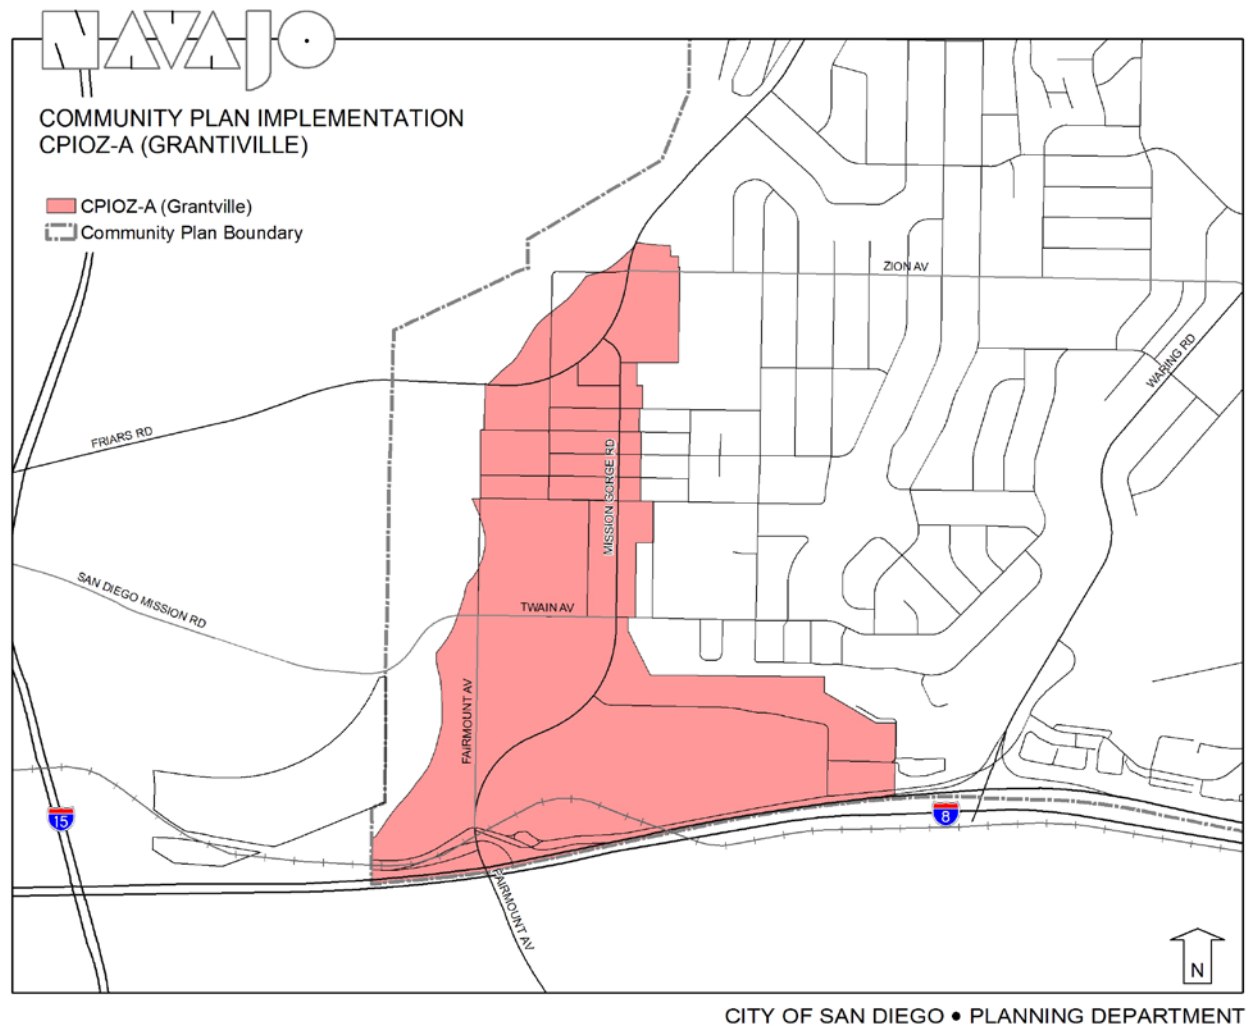 NAVAJO
COMMUNITY PLAN IMPLEMENTATION
CPIOZ-A (GRANTIVILLE)
CPIOZ-A (Grantville)
Community Plan Boundary
ZION AV
WARING RD
FRIARS RD
MISSION GORGE RD
SAN DIEGO MISSION RD
TWAIN AV
FAIRMOUNT AV
15
8
FAIRMOUNT AV
N
CITY OF SAN DIEGO • PLANNING DEPARTMENT